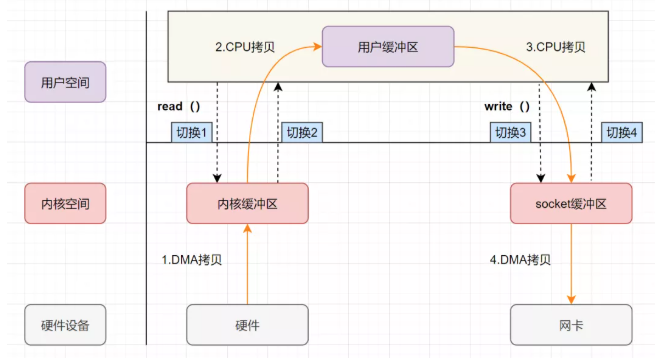 2.CPU拷贝
用户缓冲区
3.CPU拷贝
用户空间
read（）
write（）
切换1
切换2
切换3
切换4
内核空间
内核缓冲区
socket缓冲区
1.DMA拷贝
4.DMA拷贝
硬件设备
硬件
网卡